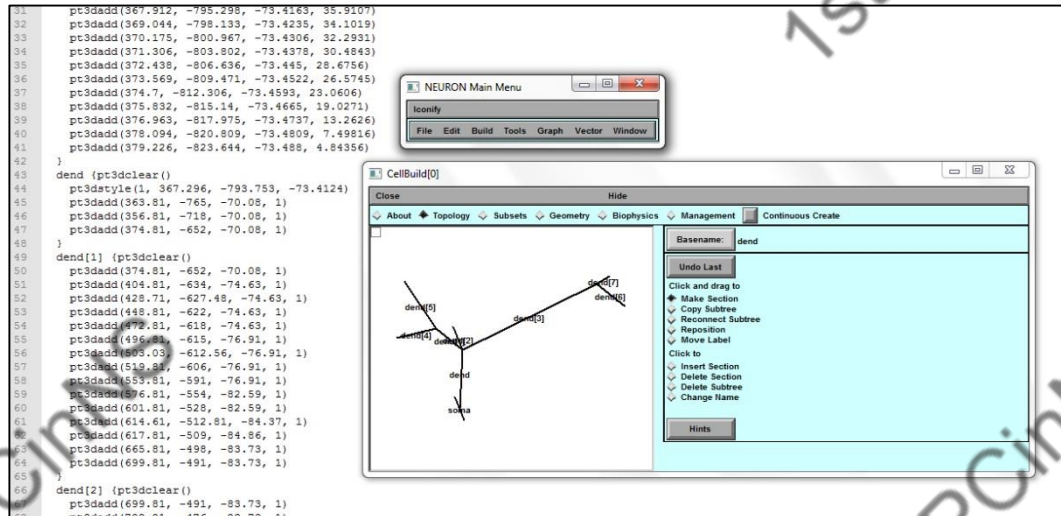 31 pt3dadd(367.912, -795.298, -73.4163, 35.9107)
32 pt3dadd(369.044, -798.133, -73.4235, 34.1019)
33 pt3dadd(370.175, -800.967, -73.4306, 32.2931)
34 pt3dadd(371.306, -803.802, -73.4378, 30.4843)
35 pt3dadd(372.438, -806.636, -73.445, 28.6756)
36 pt3dadd(373.569, -809.471, -73.4522, 26.5745)
37 pt3dadd(374.7, -812.306, -73.4593, 23.0606)
38 pt3dadd(375.832, -815.14, -73.4665, 19.0271)
39 pt3dadd(376.963, -817.975, -73.4737, 13.2626)
40 pt3dadd(378.094, -820.809, -73.4809, 7.49816)
41 pt3dadd(379.226, -823.644, -73.488, 4.84356)
42 }
43 dend {pt3dclear()
44 pt3dstyle(1, 367.296, -793.753, -73.4124)
45 pt3dadd(363.81, -765, -70.08, 1)
46 pt3dadd(356.81, -718, -70.08, 1)
47 pt3dadd(374.81, -652, -70.08, 1)
48 }
49 dend[1] {pt3dclear()
50 pt3dadd(374.81, -652, -70.08, 1)
51 pt3dadd(404.81, -634, -74.63, 1)
52 pt3dadd(428.71, -627.48, -74.63, 1)
53 pt3dadd(448.81, -622, -74.63, 1)
54 pt3dadd(472.81, -618, -74.63, 1)
55 pt3dadd(496.81, -615, -76.91, 1)
56 pt3dadd(503.03, -612.56, -76.91, 1)
57 pt3dadd(519.81, -606, -76.91, 1)
58 pt3dadd(553.81, -591, -76.91, 1)
59 pt3dadd(576.81, -554, -82.59, 1)
60 pt3dadd(601.81, -528, -82.59, 1)
61 pt3dadd(614.61, -512.81, -84.37, 1)
62 pt3dadd(617.81, -509, -84.86, 1)
63 pt3dadd(665.81, -498, -83.73, 1)
64 pt3dadd(699.81, -491, -83.73, 1)
65 }
66 dend[2] {pt3dclear()
67 pt3dadd(699.81, -491, -83.73, 1)
NEURON Main Menu
Iconify
File Edit Build Tools Graph Vector Window
CellBuild[0]
Close Hide
About Topology Subsets Geometry Biophysics Management Continuous Create
Basename: dend
Undo Last
Click and drag to
Make Section
Copy Subtree
Reconnect Subtree
Reposition
Move Label
Click to
Insert Section
Delete Section
Delete Subtree
Change Name
Hints
dend[7]
dend[6]
dend[5]
dend[3]
dend[4]
dend
soma
1s
CinNS
PCinN